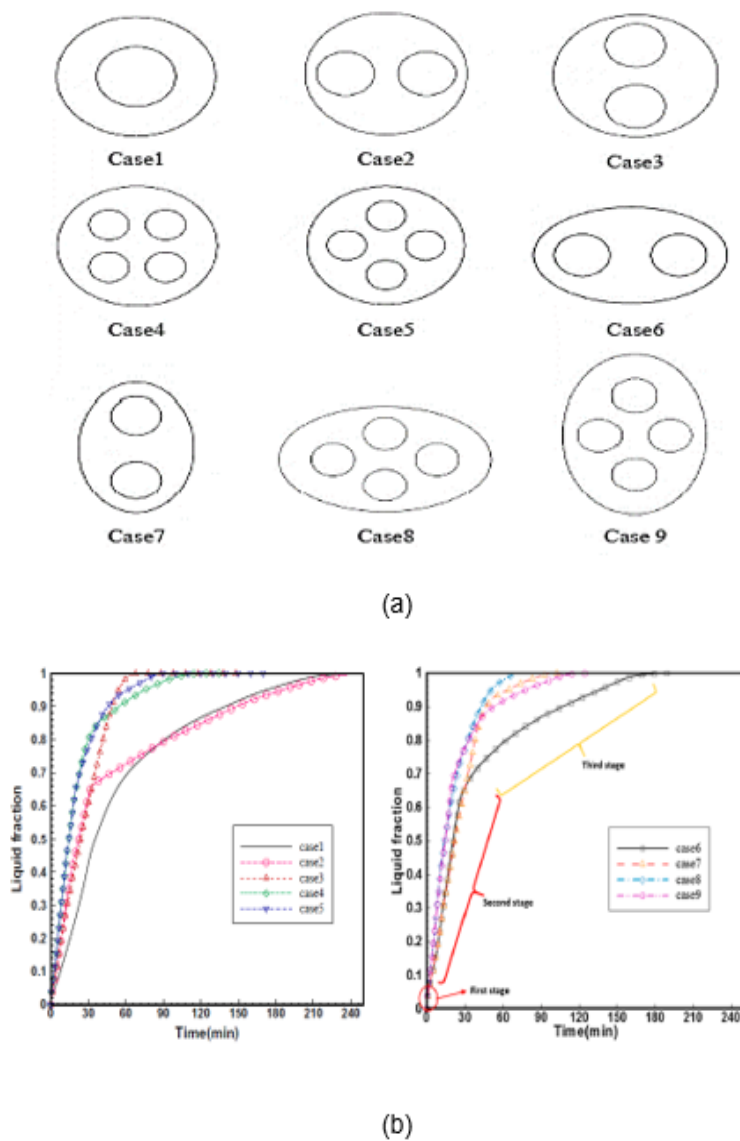 Case1 Case2 Case3
Case4 Case5 Case6
Case7 Case8 Case 9
(a)
Liquid fraction
1
0.9
0.8
0.7
0.6
0.5
0.4
0.3
0.2
0.1
0
0 30 60 90 120 150 180 210 240
Time(min)
case1
case2
case3
case4
case5
Liquid fraction
1
0.9
0.8
0.7
0.6
0.5
0.4
0.3
0.2
0.1
0
0 30 60 90 120 150 180 210 240
Time(min)
Third stage
case6
case7
case8
case9
Second stage
First stage
(b)